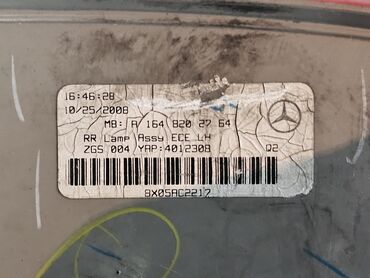 16:46:28
10/25/2008
MB: A 164 820 27 64
RR Lamp Assy ECE LH
ZGS 004 YAP:4012308 Q2
8X05AC2217